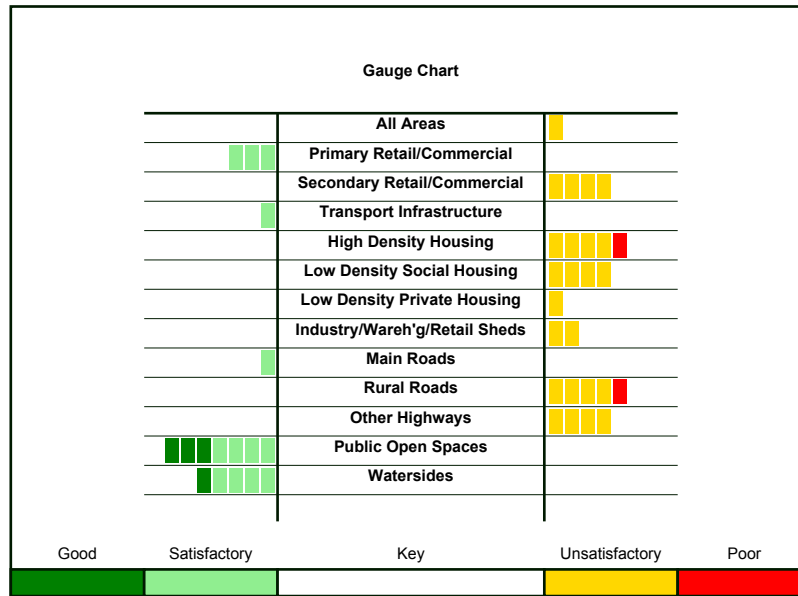 Gauge Chart
All Areas
Primary Retail/Commercial
Secondary Retail/Commercial
Transport Infrastructure
High Density Housing
Low Density Social Housing
Low Density Private Housing
Industry/Wareh'g/Retail Sheds
Main Roads
Rural Roads
Other Highways
Public Open Spaces
Watersides
Good Satisfactory Key Unsatisfactory Poor